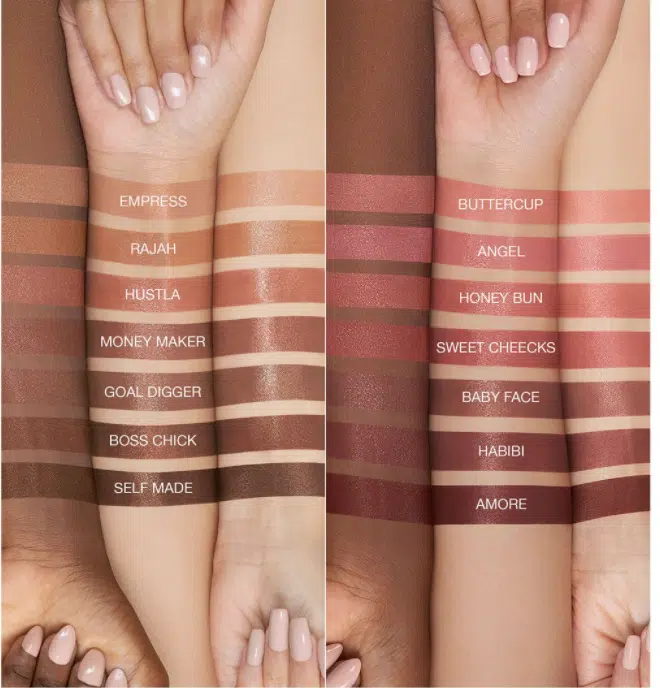 EMPRESS
RAJAH
HUSTLA
MONEY MAKER
GOAL DIGGER
BOSS CHICK
SELF MADE
BUTTERCUP
ANGEL
HONEY BUN
SWEET CHEECKS
BABY FACE
HABIBI
AMORE